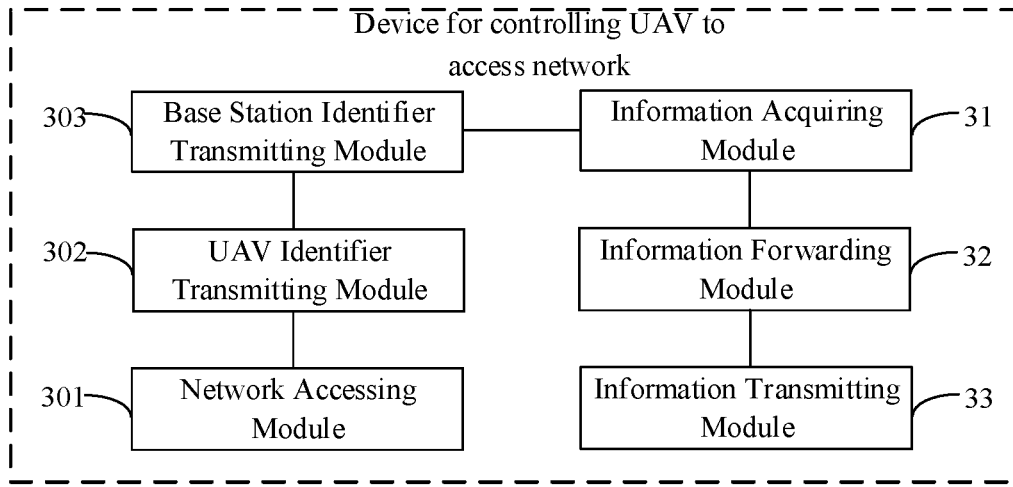 Device for controlling UAV to
access network
303
Base Station Identifier
Transmitting Module
Information Acquiring
Module
31
302
UAV Identifier
Transmitting Module
Information Forwarding
Module
32
301
Network Accessing
Module
Information Transmitting
Module
33